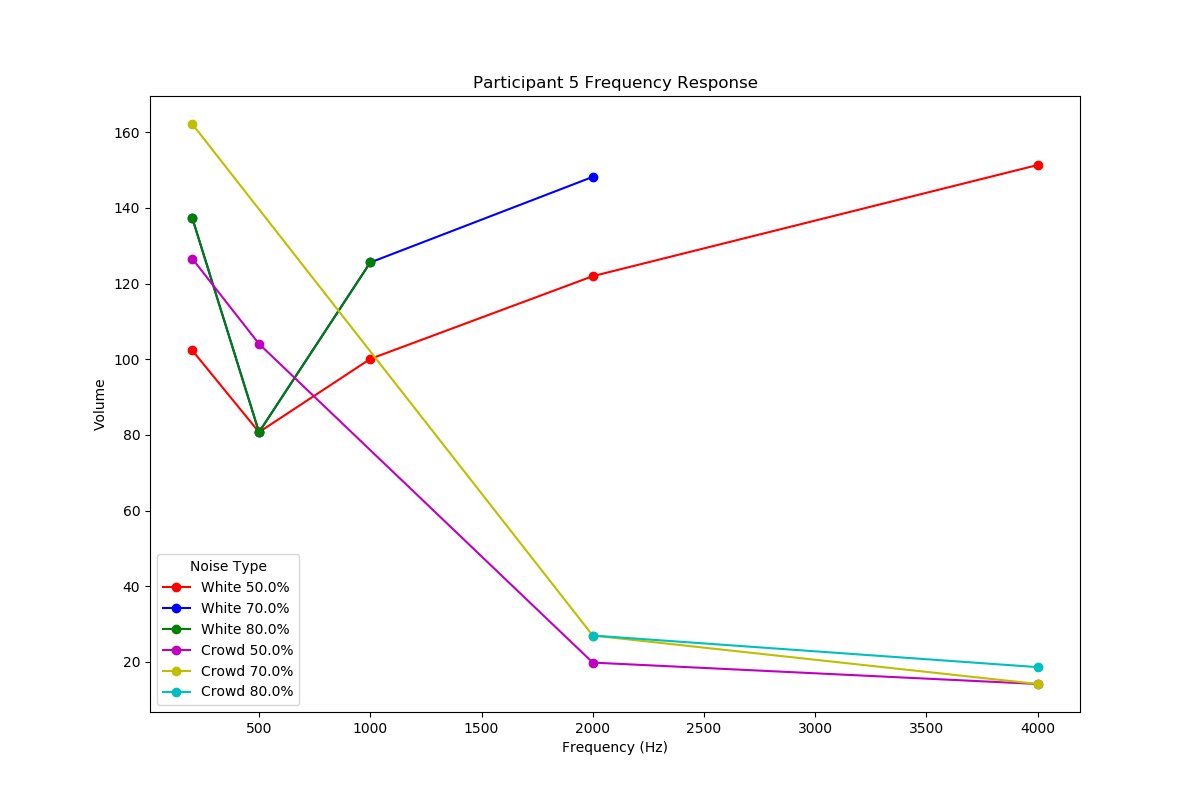 Participant 5 Frequency Response
Volume
160
140
120
100
80
60
40
20
Noise Type
White 50.0%
White 70.0%
White 80.0%
Crowd 50.0%
Crowd 70.0%
Crowd 80.0%
500 1000 1500 2000 2500 3000 3500 4000
Frequency (Hz)